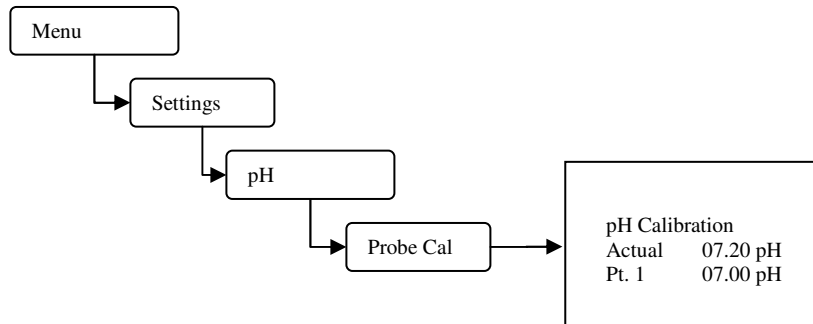 Menu
Settings
pH
Probe Cal
pH Calibration
Actual 07.20 pH
Pt. 1 07.00 pH